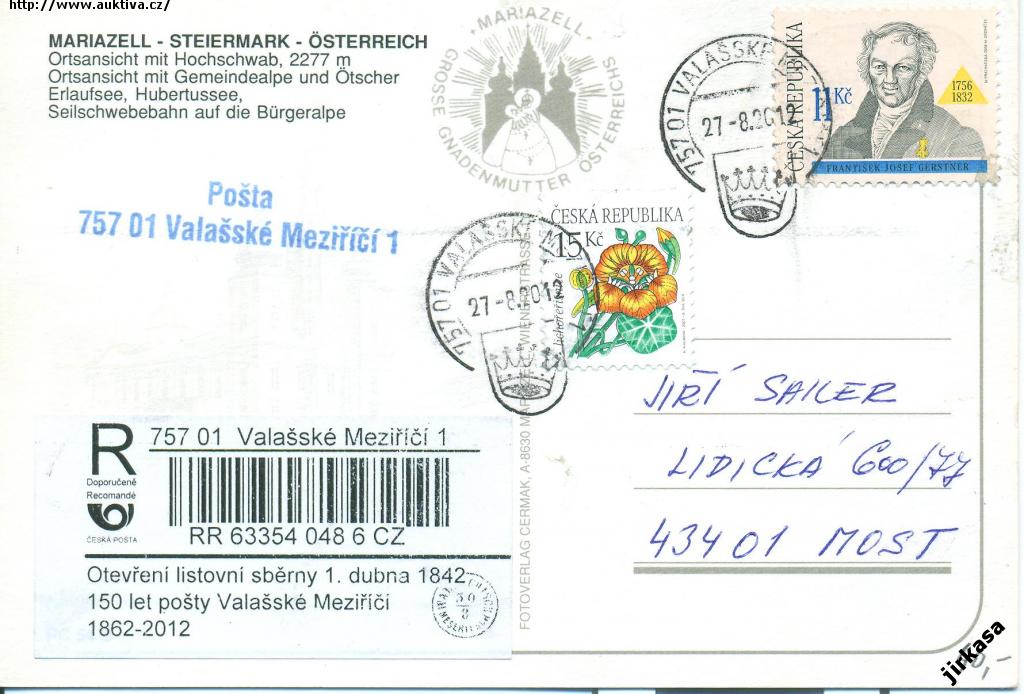 http://www.auktiva.cz/
MARIAZELL - STEIERMARK - ÖSTERREICH
Ortsansicht mit Hochschwab, 2277 m
Ortsansicht mit Gemeindealpe und Ötscher
Erlaufsee, Hubertussee,
Seilschwebebahn auf die Bürgeralpe
MARIAZELL
GROSSE GNADENMUTTER ÖSTERREICHS
757 01 VALAŠSKÉ
27-8.2012
ČESKÁ REPUBLIKA
11 Kč
1756
1832
FRANTIŠEK JOSEF GERSTNER
Pošta
757 01 Valašské Meziříčí 1
757 01 VALAŠSKÉ M
27-8.2012
ČESKÁ REPUBLIKA
15 Kč
lichořeřišnice
JIŘÍ SAILER
LIDICKÁ 600/77
434 01 MOST
R
Doporučeně
Recomandé
ČESKÁ POŠTA
757 01 Valašské Meziříčí 1
RR 63354 048 6 CZ
Otevření listovní sběrny 1. dubna 1842
150 let pošty Valašské Meziříčí
1862-2012
30
8
FOTOVERLAG CERMAK, A-8630 WIENERSTRASSE
jirkasa